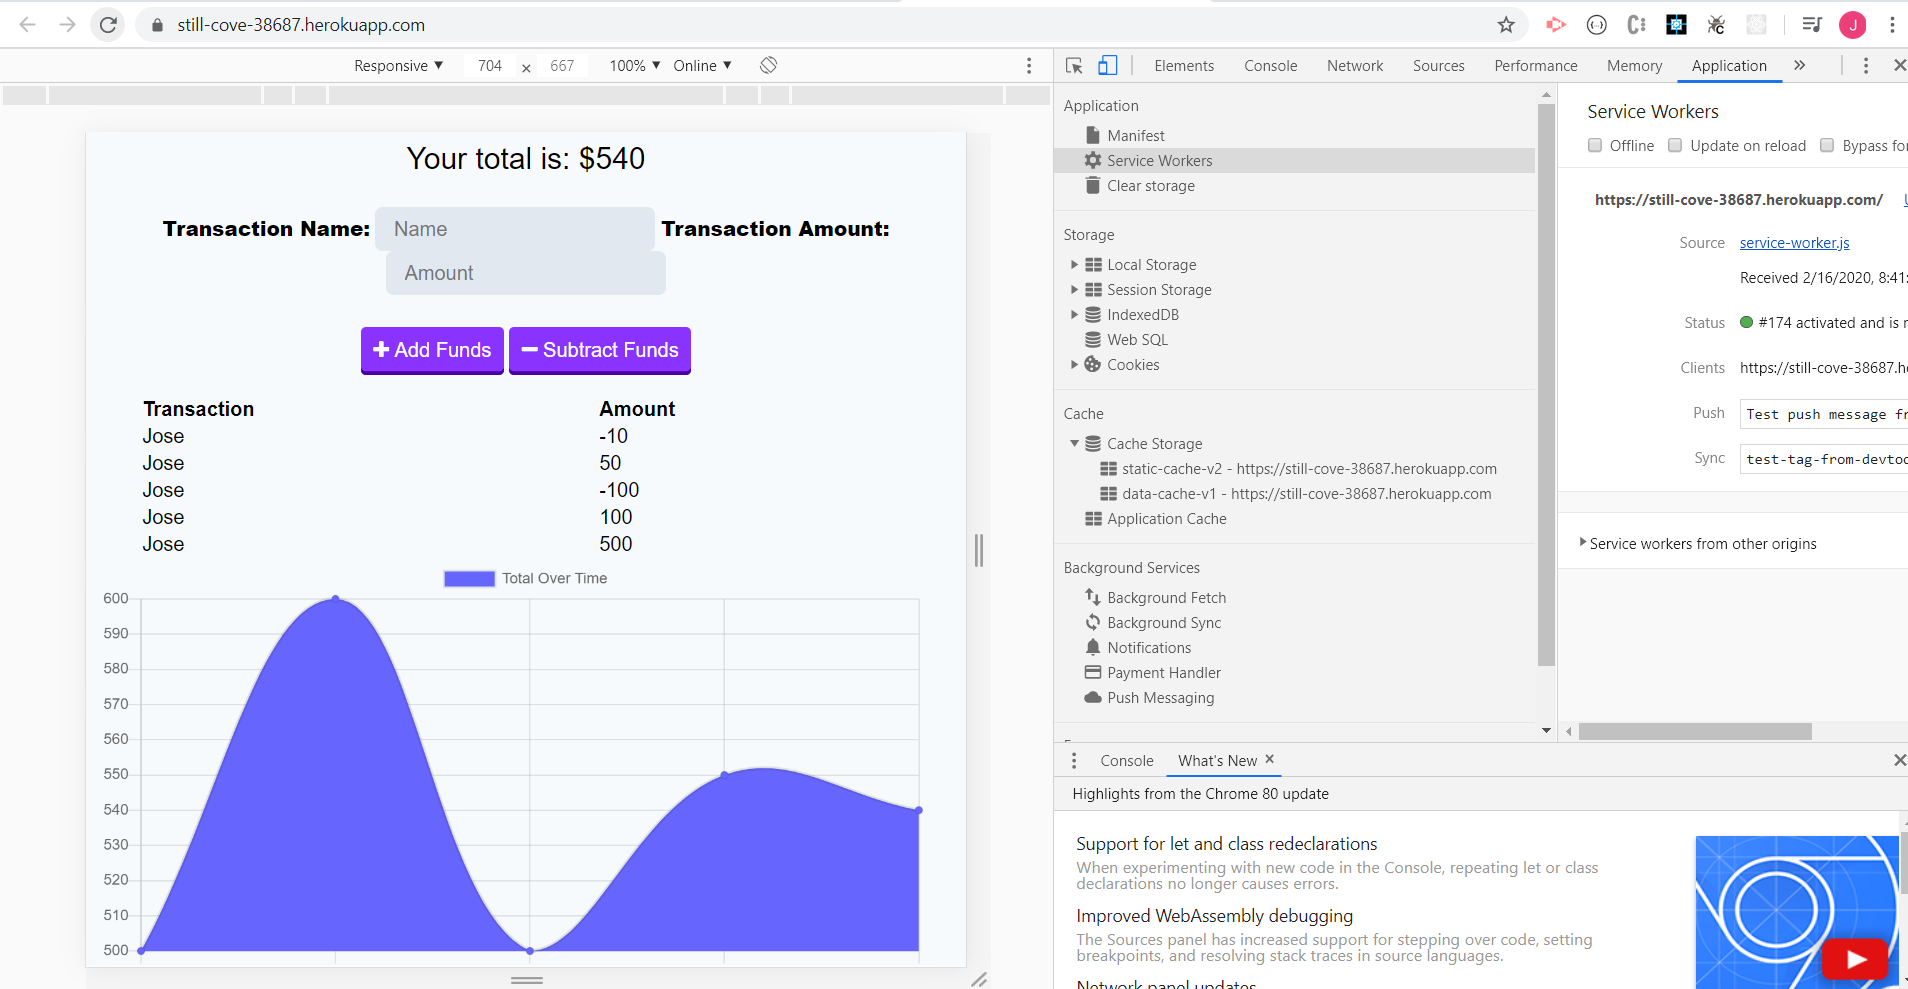 still-cove-38687.herokuapp.com
J
Responsive ▼ 704 x 667 100% ▼ Online ▼
Your total is: $540
Transaction Name: Name Transaction Amount:
Amount
Add Funds Subtract Funds
Transaction Amount
Jose -10
Jose 50
Jose -100
Jose 100
Jose 500
Total Over Time
600
590
580
570
560
550
540
530
520
510
500
Elements Console Network Sources Performance Memory Application »
Application
Manifest
Service Workers
Clear storage
Storage
Local Storage
Session Storage
IndexedDB
Web SQL
Cookies
Cache
Cache Storage
static-cache-v2 - https://still-cove-38687.herokuapp.com
data-cache-v1 - https://still-cove-38687.herokuapp.com
Application Cache
Background Services
Background Fetch
Background Sync
Notifications
Payment Handler
Push Messaging
Service Workers
Offline Update on reload Bypass for
https://still-cove-38687.herokuapp.com/
Source service-worker.js
Received 2/16/2020, 8:41:
Status #174 activated and is
Clients https://still-cove-38687.h
Push Test push message fr
Sync test-tag-from-devtoo
Service workers from other origins
Console What's New ×
Highlights from the Chrome 80 update
Support for let and class redeclarations
When experimenting with new code in the Console, repeating let or class
declarations no longer causes errors.
Improved WebAssembly debugging
The Sources panel has increased support for stepping over code, setting
breakpoints, and resolving stack traces in source languages.
Network panel updates